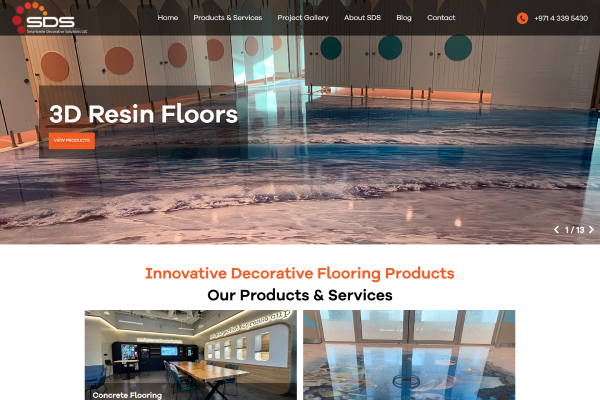 SDS
Smartcrete Decorative Solutions LLC
Home
Products & Services
Project Gallery
About SDS
Blog
Contact
+971 4 339 5430
3D Resin Floors
VIEW PRODUCTS
1 / 13
Innovative Decorative Flooring Products
Our Products & Services
Concrete Flooring